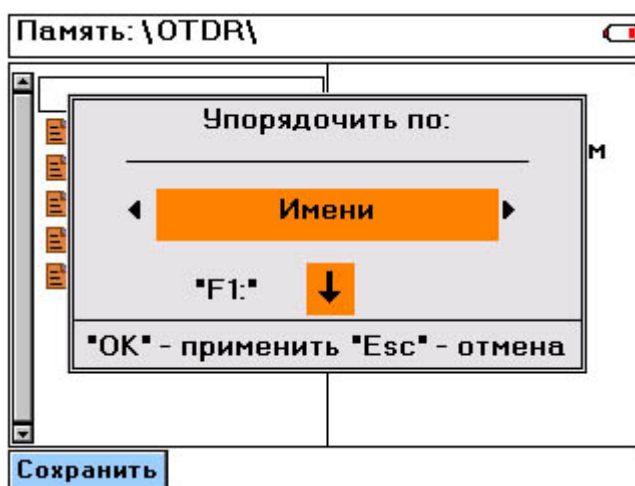 Память: \OTDR\
Упорядочить по:
м
Имени
"F1:" ↓
"OK" - применить "Esc" - отмена
Сохранить